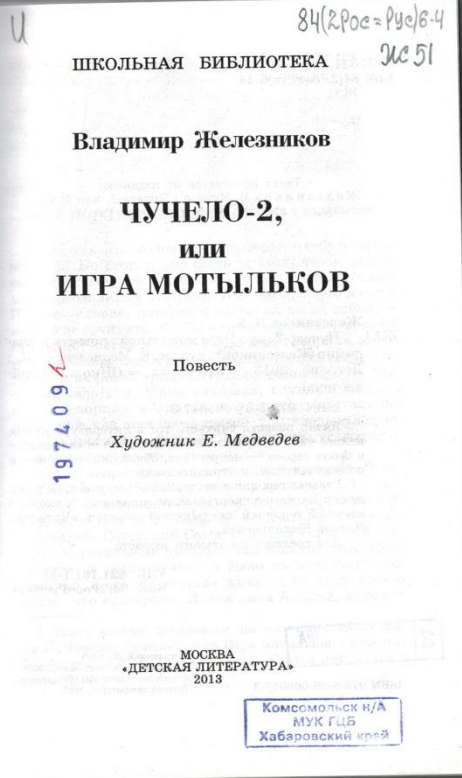 И
84(2Рос=Рус)6-4
Ж51
ШКОЛЬНАЯ БИБЛИОТЕКА
Владимир Железников
ЧУЧЕЛО-2,
или
ИГРА МОТЫЛЬКОВ
Повесть
197409
Художник Е. Медведев
МОСКВА
«ДЕТСКАЯ ЛИТЕРАТУРА»
2013
Комсомольск н/А
МУК ГЦБ
Хабаровский край